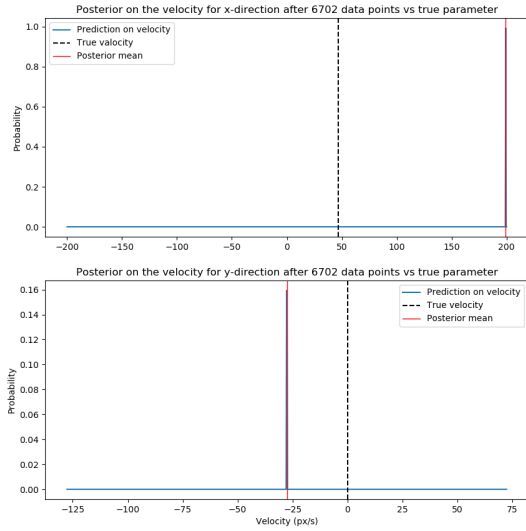 Posterior on the velocity for x-direction after 6702 data points vs true parameter
1.0
0.8
0.6
0.4
0.2
0.0
Probability
Prediction on velocity
True valocity
Posterior mean
−200 −150 −100 −50 0 50 100 150 200
Posterior on the velocity for y-direction after 6702 data points vs true parameter
0.16
0.14
0.12
0.10
0.08
0.06
0.04
0.02
0.00
Probability
Prediction on velocity
True velocity
Posterior mean
−125 −100 −75 −50 −25 0 25 50 75
Velocity (px/s)